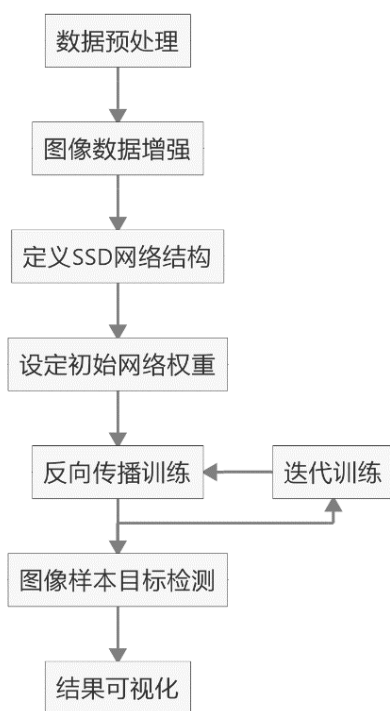 数据预处理
图像数据增强
定义SSD网络结构
设定初始网络权重
反向传播训练
迭代训练
图像样本目标检测
结果可视化